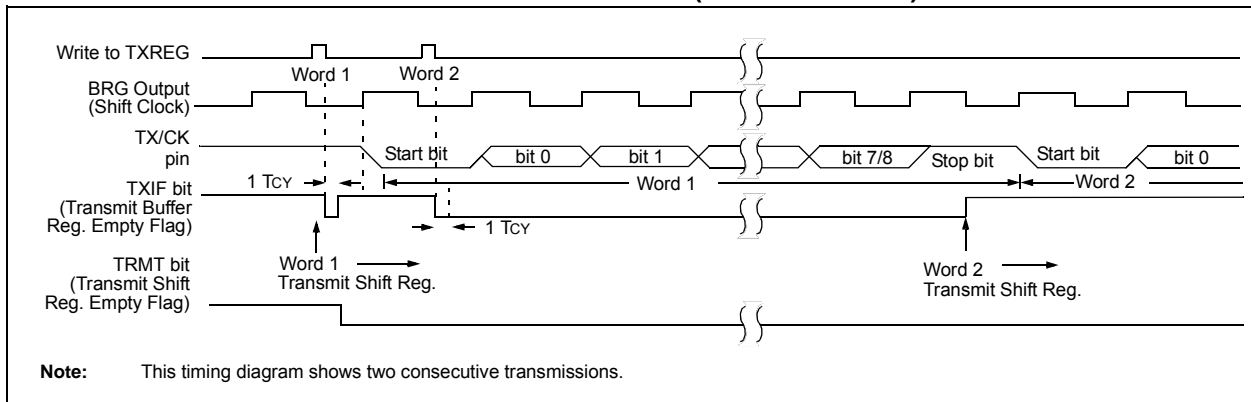 Write to TXREG
Word 1
Word 2
BRG Output
(Shift Clock)
TX/CK
pin
Start bit
bit 0
bit 1
bit 7/8
Stop bit
Start bit
bit 0
1 TCY
Word 1
Word 2
TXIF bit
(Transmit Buffer
Reg. Empty Flag)
1 TCY
Word 1
Transmit Shift Reg.
Word 2
Transmit Shift Reg.
TRMT bit
(Transmit Shift
Reg. Empty Flag)
Note: This timing diagram shows two consecutive transmissions.